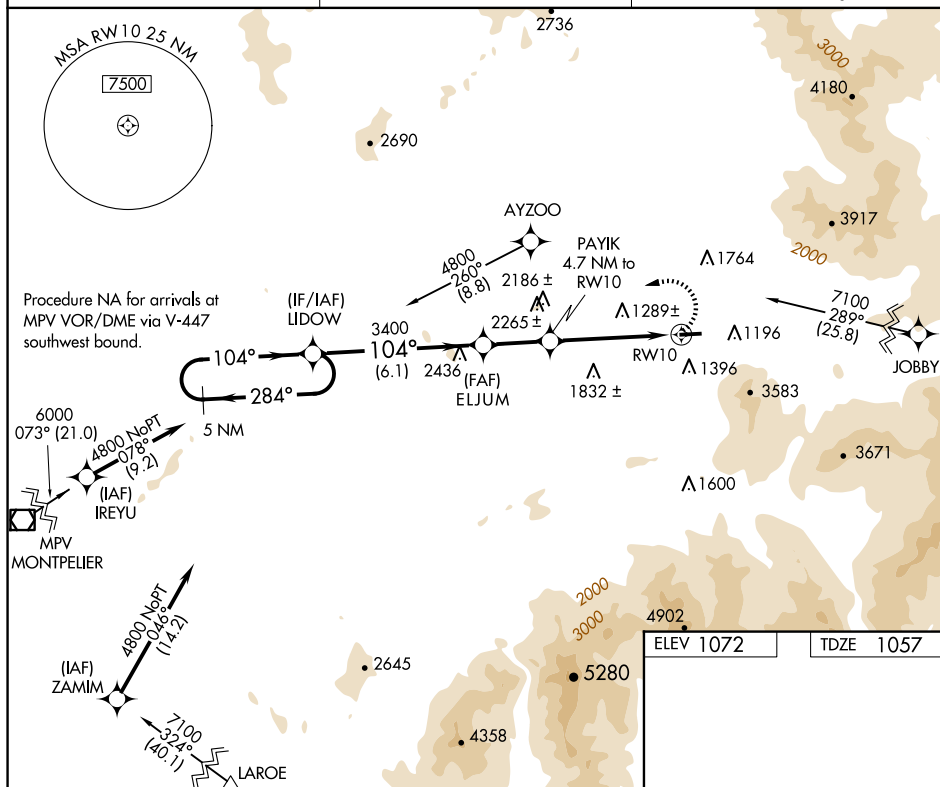 2736
MSA RW10 25 NM
7500
3000
4180
2690
3917
2000
AYZOO
4800
260°
(8.8)
PAYIK
4.7 NM to
RW10
2186 ±
2265 ±
1764
1289±
7100
289°
(25.8)
JOBBY
Procedure NA for arrivals at
MPV VOR/DME via V-447
southwest bound.
(IF/IAF)
LIDOW
3400
104°
(6.1)
104°
284°
5 NM
2436
(FAF)
ELJUM
RW10
1196
1396
1832 ±
3583
3671
1600
6000
073° (21.0)
4800 NoPT
078°
(9.2)
(IAF)
IREYU
MPV
MONTPELIER
4800 NoPT
046°
(14.2)
(IAF)
ZAMIM
7100
324°
(40.1)
LAROE
2645
2000
3000
4902
5280
4358
ELEV 1072
TDZE 1057